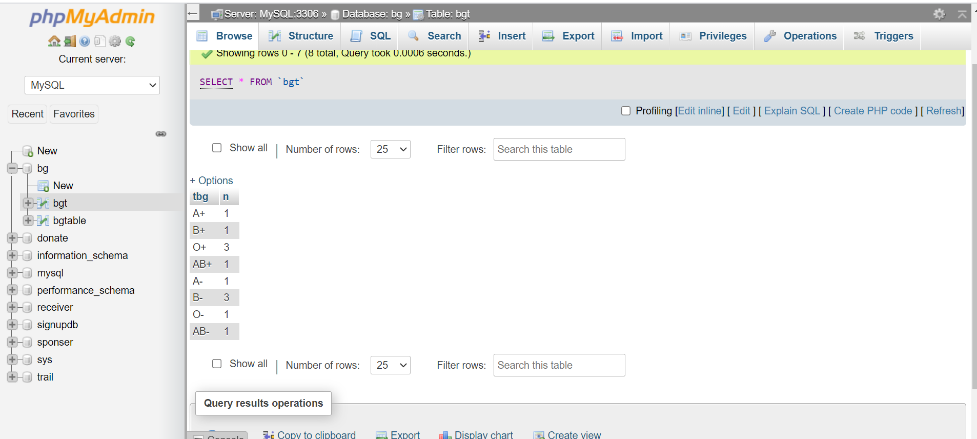 phpMyAdmin
Current server:
MySQL
Recent Favorites
New
bg
New
bgt
bgtable
donate
information_schema
mysql
performance_schema
receiver
signupdb
sponser
sys
trail
Server: MySQL:3306 » Database: bg » Table: bgt
Browse Structure SQL Search Insert Export Import Privileges Operations Triggers
Showing rows 0 - 7 (8 total, Query took 0.0006 seconds.)
SELECT * FROM `bgt`
Profiling [Edit inline] [ Edit ] [ Explain SQL ] [ Create PHP code ] [ Refresh]
Show all | Number of rows: 25 Filter rows: Search this table
+ Options
tbg n
A+ 1
B+ 1
O+ 3
AB+ 1
A- 1
B- 3
O- 1
AB- 1
Show all | Number of rows: 25 Filter rows: Search this table
Query results operations
Console Copy to clipboard Export Display chart Create view